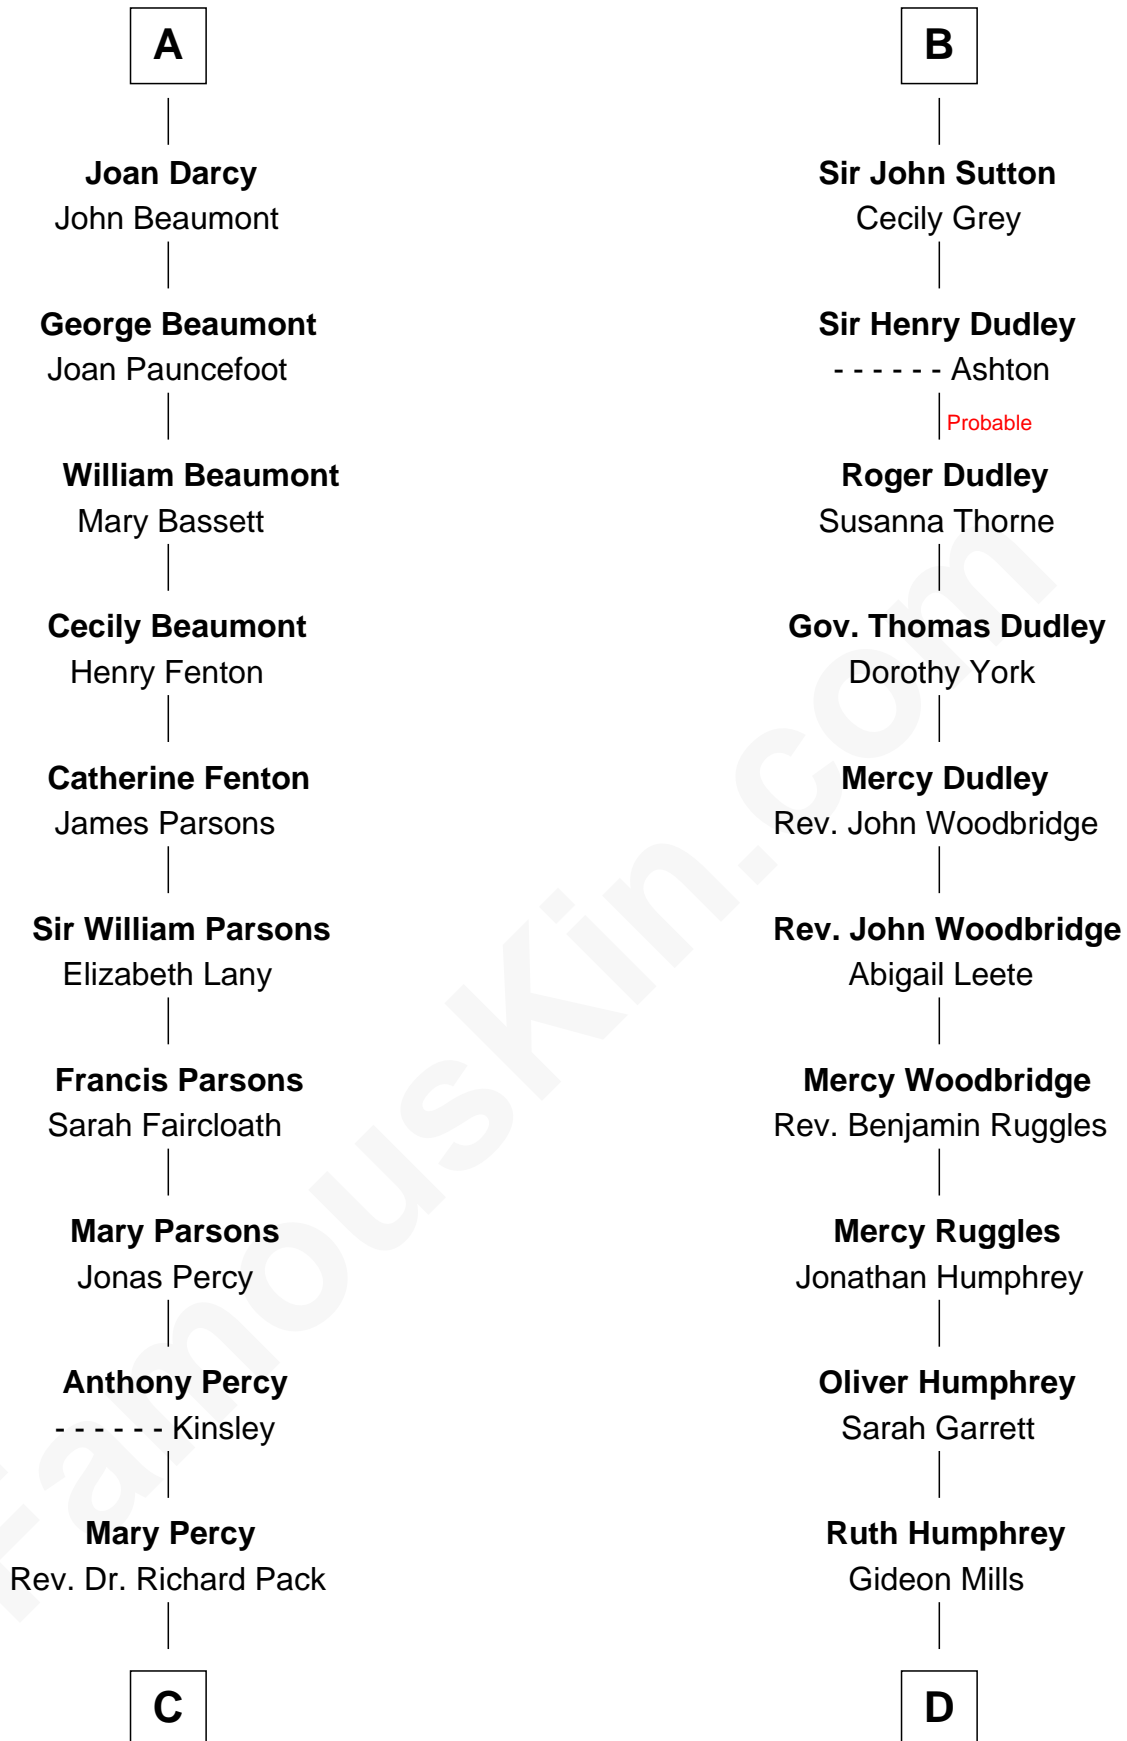 A
Joan Darcy
John Beaumont
George Beaumont
Joan Pauncefoot
William Beaumont
Mary Bassett
Cecily Beaumont
Henry Fenton
Catherine Fenton
James Parsons
Sir William Parsons
Elizabeth Lany
Francis Parsons
Sarah Faircloath
Mary Parsons
Jonas Percy
Anthony Percy
- - - - - - Kinsley
Mary Percy
Rev. Dr. Richard Pack
C
B
Sir John Sutton
Cecily Grey
Sir Henry Dudley
- - - - - - Ashton
Probable
Roger Dudley
Susanna Thorne
Gov. Thomas Dudley
Dorothy York
Mercy Dudley
Rev. John Woodbridge
Rev. John Woodbridge
Abigail Leete
Mercy Woodbridge
Rev. Benjamin Ruggles
Mercy Ruggles
Jonathan Humphrey
Oliver Humphrey
Sarah Garrett
Ruth Humphrey
Gideon Mills
D
FamousKin.com